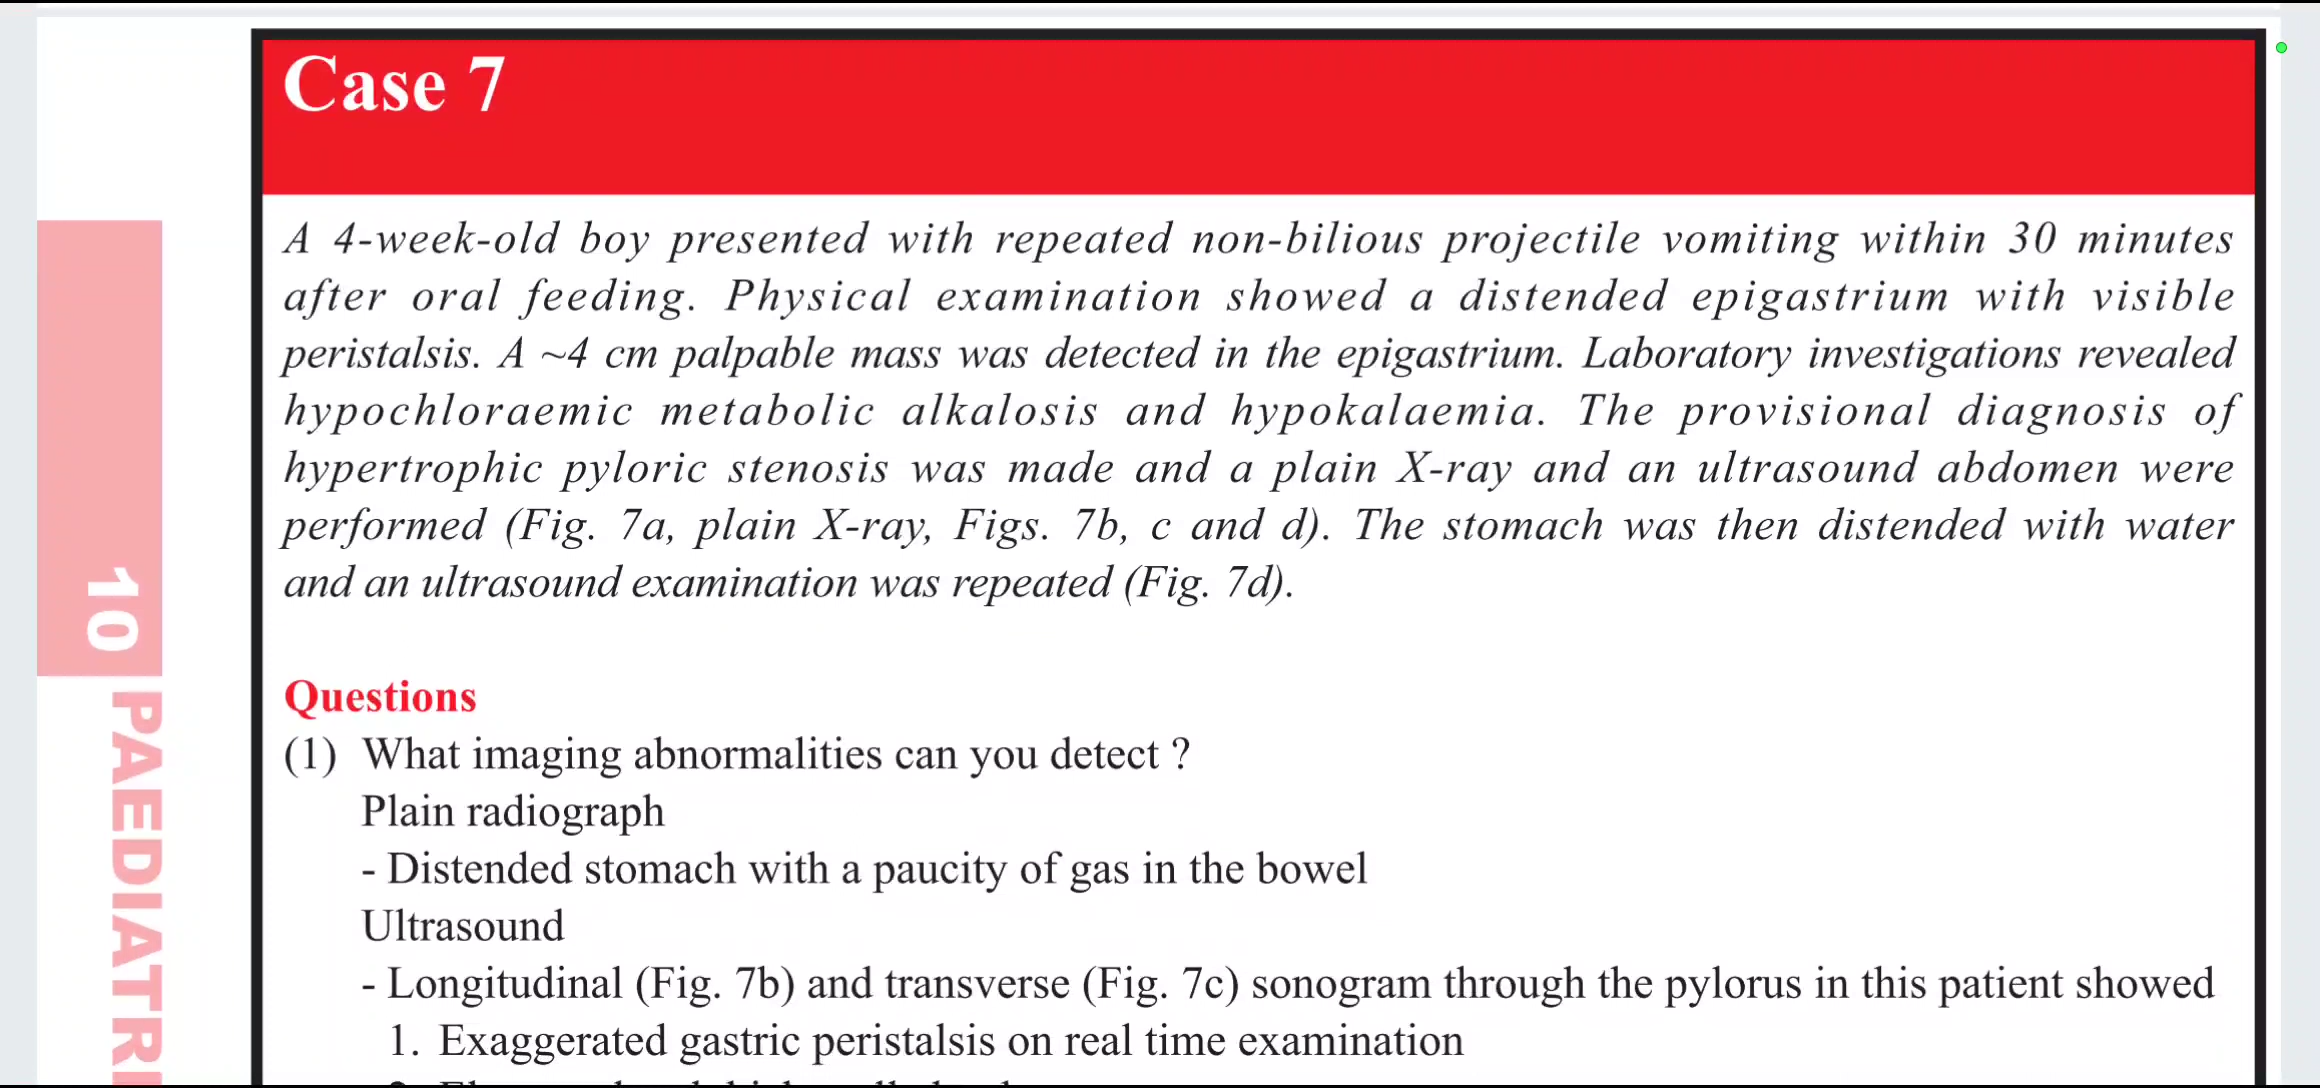 Case 7
A 4-week-old boy presented with repeated non-bilious projectile vomiting within 30 minutes
after oral feeding. Physical examination showed a distended epigastrium with visible
peristalsis. A ~4 cm palpable mass was detected in the epigastrium. Laboratory investigations revealed
hypochloraemic metabolic alkalosis and hypokalaemia. The provisional diagnosis of
hypertrophic pyloric stenosis was made and a plain X-ray and an ultrasound abdomen were
performed (Fig. 7a, plain X-ray, Figs. 7b, c and d). The stomach was then distended with water
and an ultrasound examination was repeated (Fig. 7d).
Questions
(1) What imaging abnormalities can you detect ?
Plain radiograph
- Distended stomach with a paucity of gas in the bowel
Ultrasound
- Longitudinal (Fig. 7b) and transverse (Fig. 7c) sonogram through the pylorus in this patient showed
1. Exaggerated gastric peristalsis on real time examination
10
PAEDIATRI